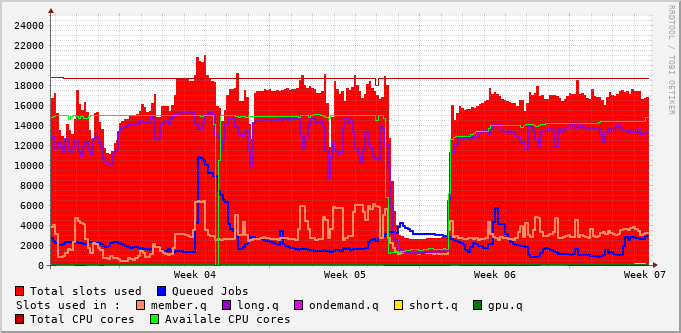 24000
22000
20000
18000
16000
14000
12000
10000
8000
6000
4000
2000
0
Week 04 Week 05 Week 06 Week 07
RRDTOOL / TOBI OETIKER
Total slots used Queued Jobs
Slots used in : member.q long.q ondemand.q short.q gpu.q
Total CPU cores Availale CPU cores